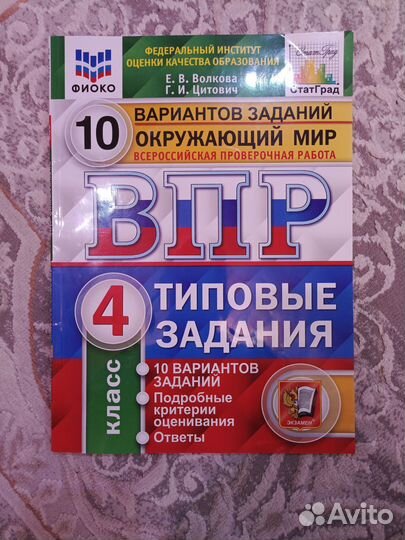 ФЕДЕРАЛЬНЫЙ ИНСТИТУТ
ОЦЕНКИ КАЧЕСТВА ОБРАЗОВАНИЯ
ФИОКО
Е. В. Волкова
Г. И. Цитович
СтатГрад
СтатГрад
10
ВАРИАНТОВ ЗАДАНИЙ
ОКРУЖАЮЩИЙ МИР
ВСЕРОССИЙСКАЯ ПРОВЕРОЧНАЯ РАБОТА
ВПР
4
класс
ТИПОВЫЕ
ЗАДАНИЯ
• 10 ВАРИАНТОВ
ЗАДАНИЙ
• Подробные
критерии
оценивания
• Ответы
ЭКЗАМЕН
Avito